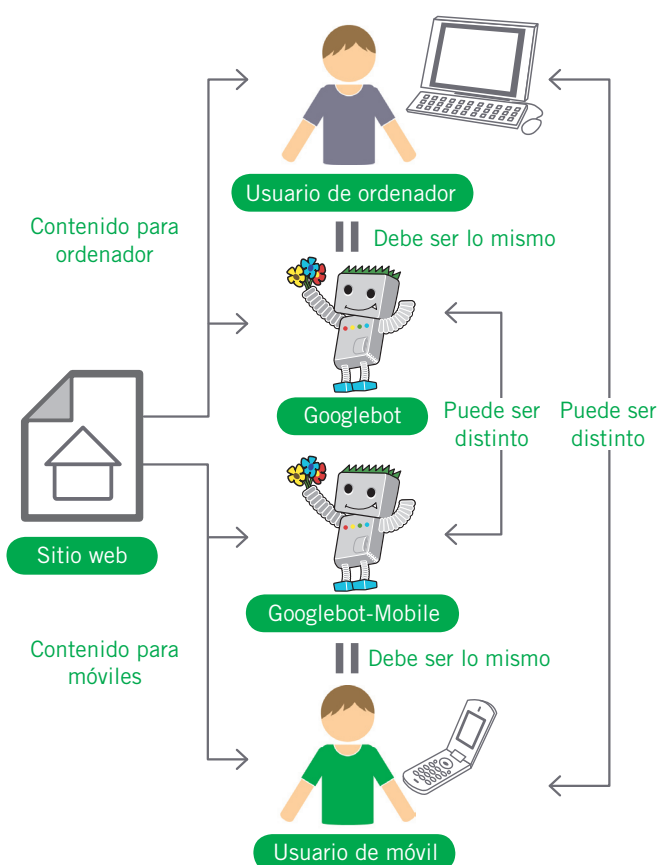 Usuario de ordenador
Contenido para
ordenador
Debe ser lo mismo
Googlebot
Puede ser
distinto
Puede ser
distinto
Sitio web
Googlebot-Mobile
Contenido para
móviles
Debe ser lo mismo
Usuario de móvil